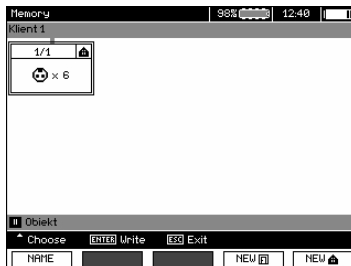 Memory 98% 12:40
Klient 1
1/1
× 6
Obiekt
Choose ENTER Write ESC Exit
NAME NEW NEW